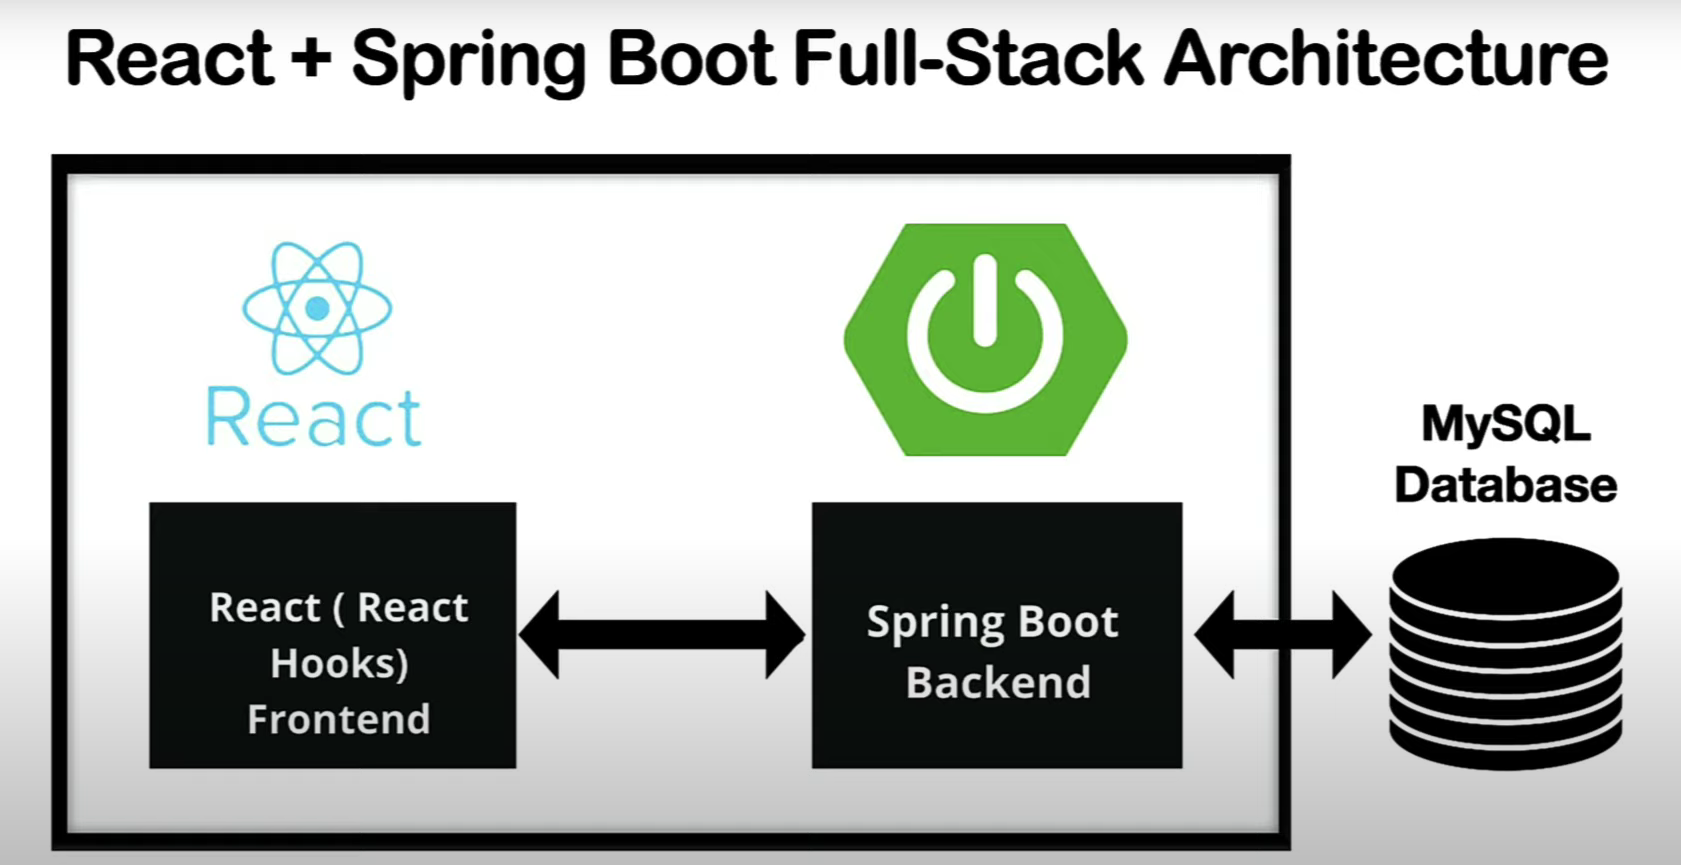 React + Spring Boot Full-Stack Architecture
React
React ( React
Hooks)
Frontend
Spring Boot
Backend
MySQL
Database